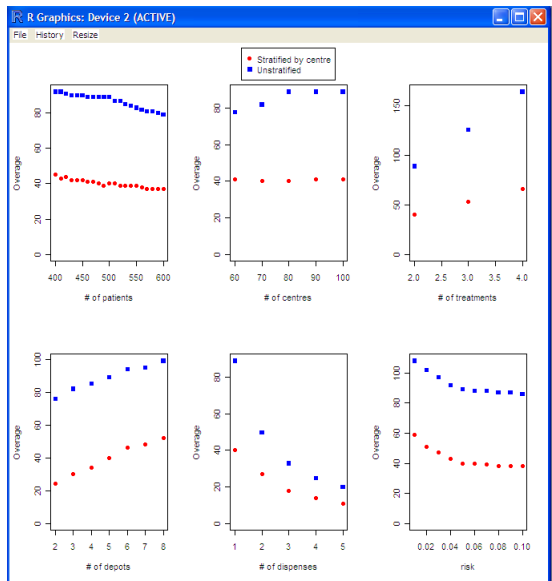 R Graphics: Device 2 (ACTIVE)
File History Resize
Stratified by centre
Unstratified
Overage
0 20 40 60 80
400 450 500 550 600
# of patients
Overage
0 20 40 60 80
60 70 80 90 100
# of centres
Overage
0 50 100 150
2.0 2.5 3.0 3.5 4.0
# of treatments
Overage
0 20 40 60 80 100
2 3 4 5 6 7 8
# of depots
Overage
0 20 40 60 80
1 2 3 4 5
# of dispenses
Overage
0 20 40 60 80 100
0.02 0.04 0.06 0.08 0.10
risk